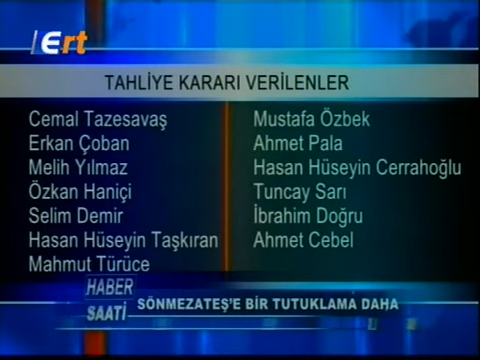 Ert
TAHLİYE KARARI VERİLENLER
Cemal Tazesavaş
Erkan Çoban
Melih Yılmaz
Özkan Haniçi
Selim Demir
Hasan Hüseyin Taşkıran
Mahmut Türüce
Mustafa Özbek
Ahmet Pala
Hasan Hüseyin Cerrahoğlu
Tuncay Sarı
İbrahim Doğru
Ahmet Cebel
HABER
SAATİ
SÖNMEZATEŞ'E BİR TUTUKLAMA DAHA